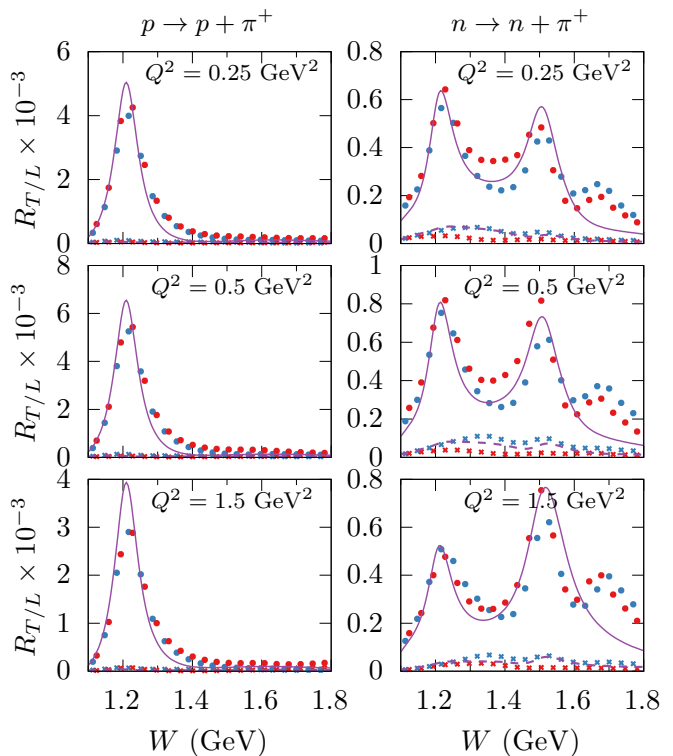 p → p + π⁺ n → n + π⁺
R_{T/L} × 10⁻³
6
4
2
0
Q² = 0.25 GeV²
0.8
0.6
0.4
0.2
0
Q² = 0.25 GeV²
R_{T/L} × 10⁻³
8
6
4
2
0
Q² = 0.5 GeV²
1
0.8
0.6
0.4
0.2
0
Q² = 0.5 GeV²
R_{T/L} × 10⁻³
4
3
2
1
0
Q² = 1.5 GeV²
0.8
0.6
0.4
0.2
0
Q² = 1.5 GeV²
1.2 1.4 1.6 1.8 1.2 1.4 1.6 1.8
W (GeV) W (GeV)